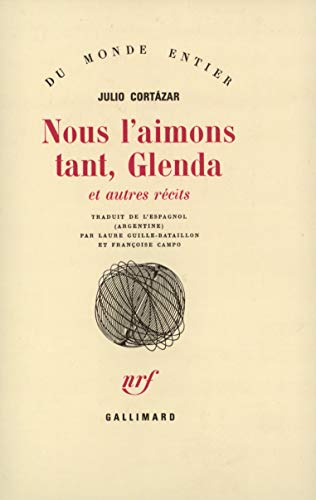 DU MONDE ENTIER
JULIO CORTÁZAR
Nous l'aimons
tant, Glenda
et autres récits
TRADUIT DE L'ESPAGNOL
(ARGENTINE)
PAR LAURE GUILLE-BATAILLON
ET FRANÇOISE CAMPO
nrf
GALLIMARD